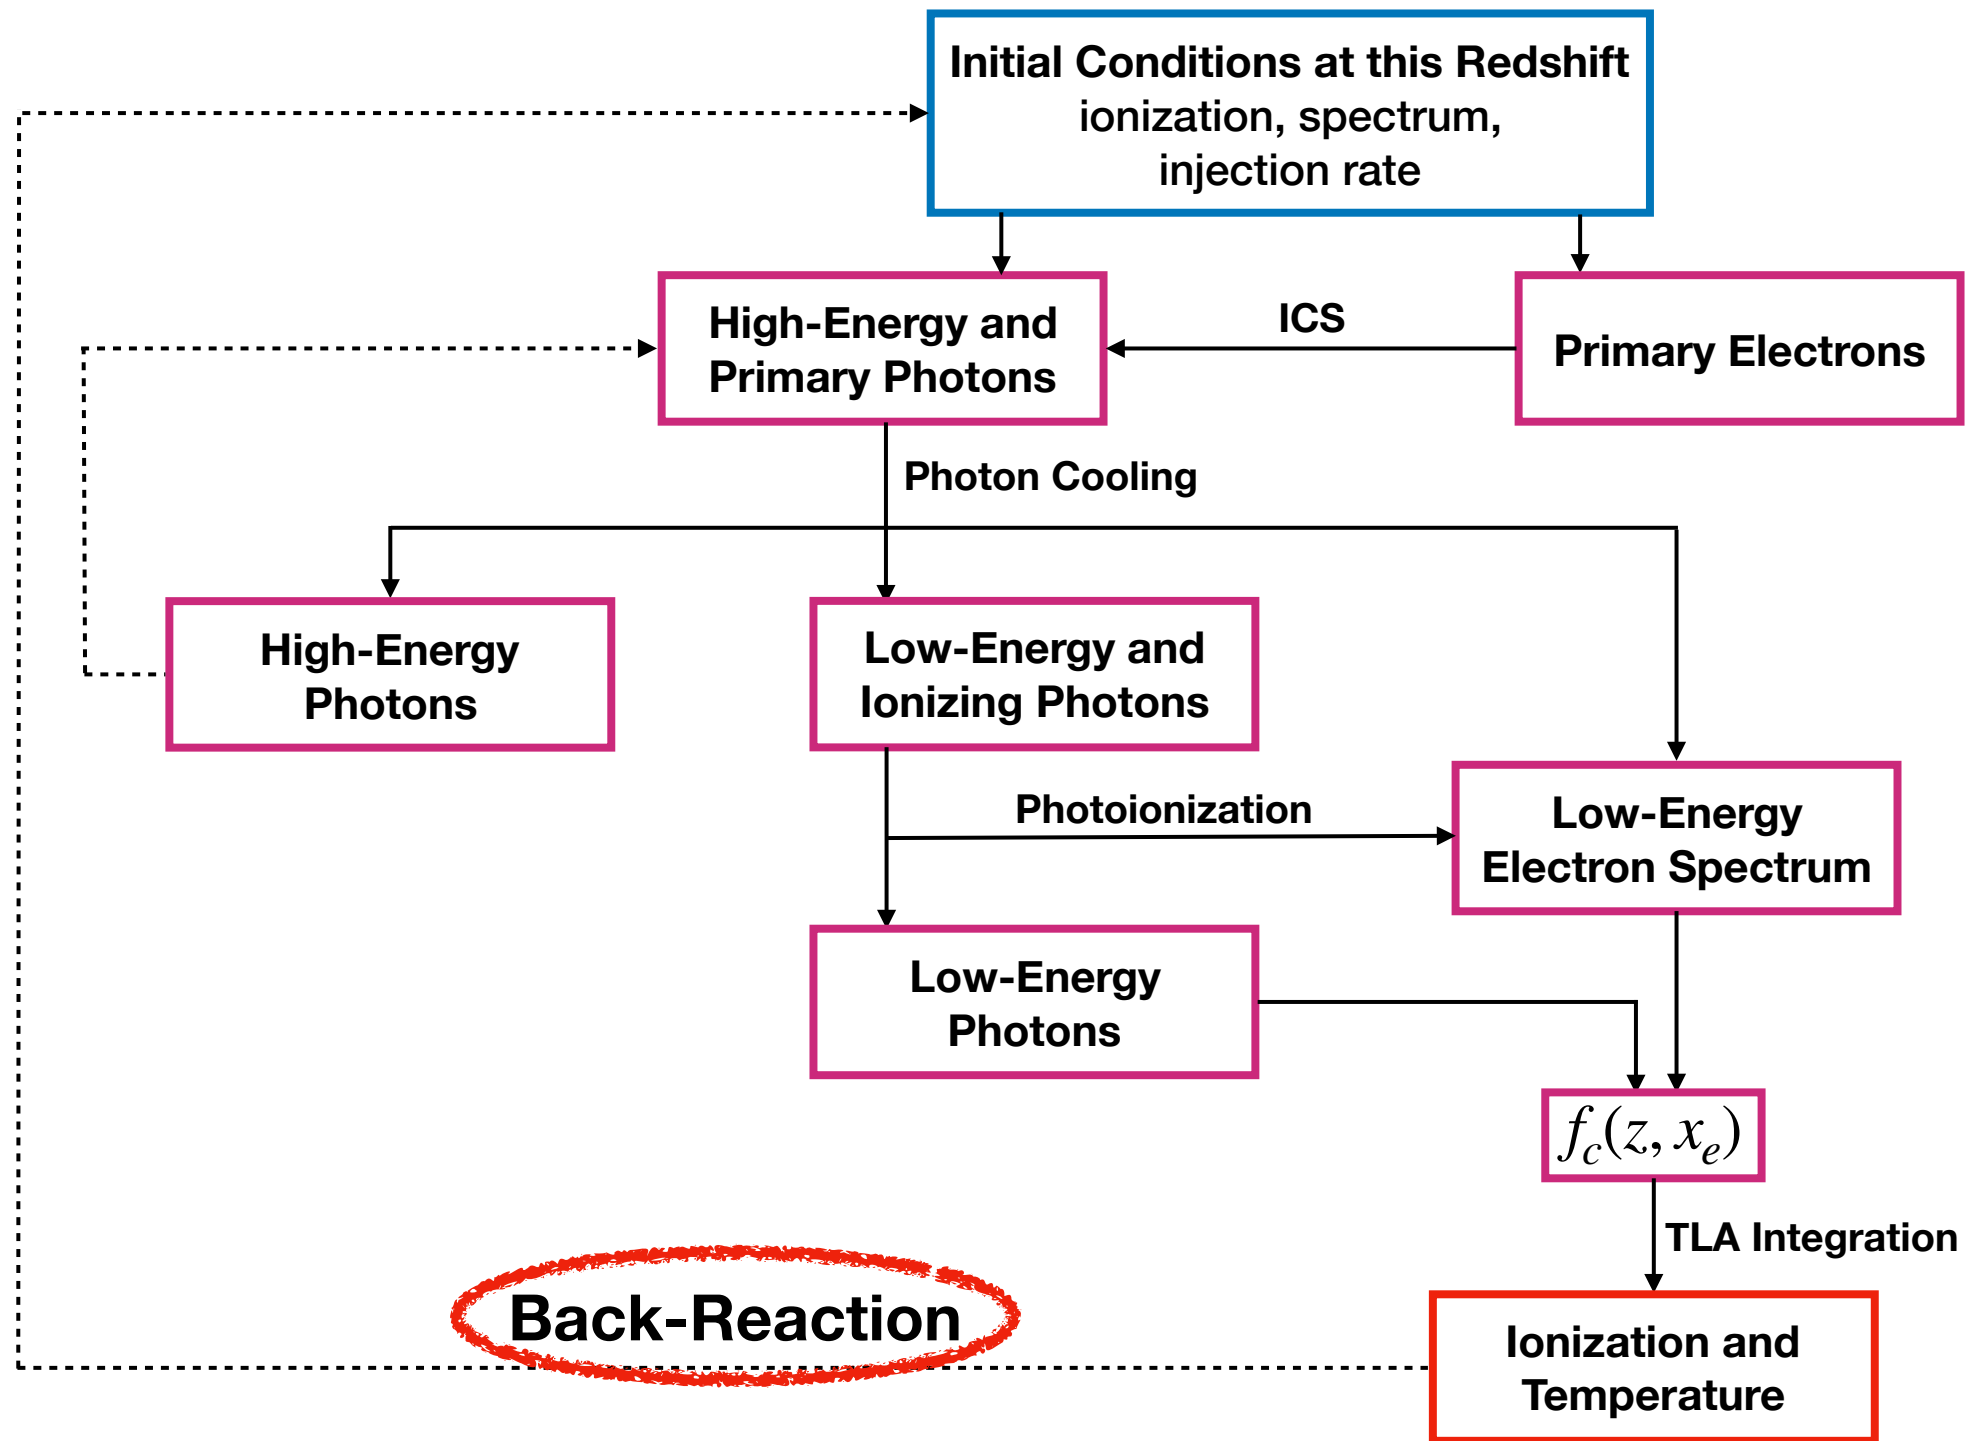 Initial Conditions at this Redshift
ionization, spectrum,
injection rate
High-Energy and
Primary Photons
ICS
Primary Electrons
Photon Cooling
High-Energy
Photons
Low-Energy and
Ionizing Photons
Photoionization
Low-Energy
Electron Spectrum
Low-Energy
Photons
f_c(z, x_e)
TLA Integration
Back-Reaction
Ionization and
Temperature